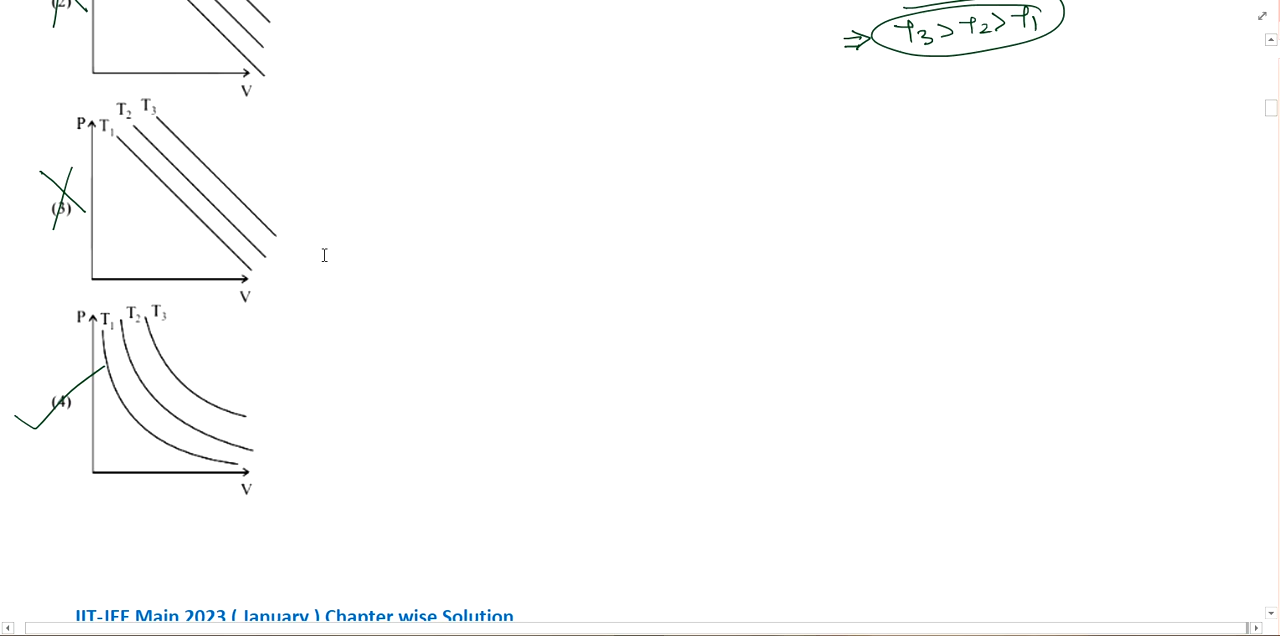 (2)
⇒ T3 > T2 > T1
V
T2 T3
P T1
(3)
V
P T1 T2 T3
(4)
V
IIT-JEE Main 2023 ( January ) Chapter wise Solution